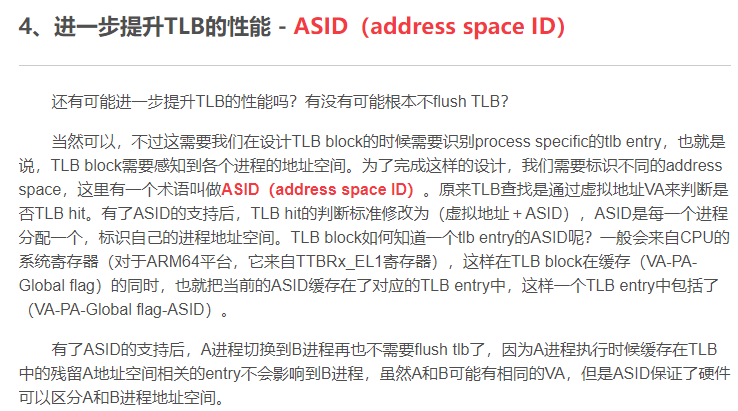 4、进一步提升TLB的性能 - ASID（address space ID）
还有可能进一步提升TLB的性能吗？有没有可能根本不flush TLB？
当然可以，不过这需要我们在设计TLB block的时候需要识别process specific的tlb entry，也就是
说，TLB block需要感知到各个进程的地址空间。为了完成这样的设计，我们需要标识不同的address
space，这里有一个术语叫做ASID（address space ID）。原来TLB查找是通过虚拟地址VA来判断是
否TLB hit。有了ASID的支持后，TLB hit的判断标准修改为（虚拟地址＋ASID），ASID是每一个进程
分配一个，标识自己的进程地址空间。TLB block如何知道一个tlb entry的ASID呢？一般会来自CPU的
系统寄存器（对于ARM64平台，它来自TTBRx_EL1寄存器），这样在TLB block在缓存（VA-PA-
Global flag）的同时，也就把当前的ASID缓存在了对应的TLB entry中，这样一个TLB entry中包括了
（VA-PA-Global flag-ASID）。
有了ASID的支持后，A进程切换到B进程再也不需要flush tlb了，因为A进程执行时候缓存在TLB
中的残留A地址空间相关的entry不会影响到B进程，虽然A和B可能有相同的VA，但是ASID保证了硬件
可以区分A和B进程地址空间。